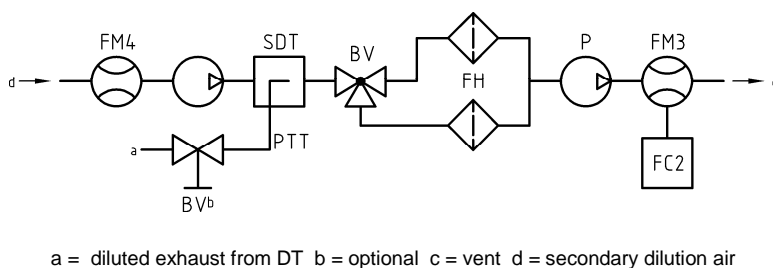 FM4
SDT
BV
P
FM3
d
FH
a
PTT
FC2
BVb
a = diluted exhaust from DT b = optional c = vent d = secondary dilution air